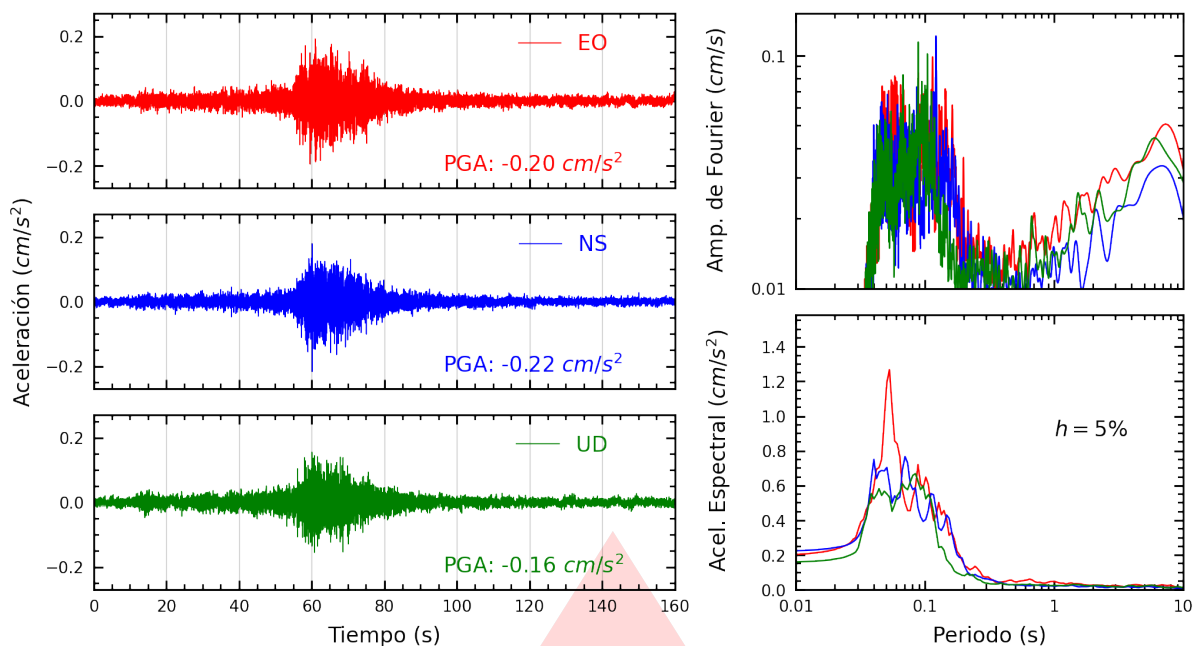 Aceleración (cm/s²)
0.2
0.0
−0.2
EO
PGA: -0.20 cm/s²
0.2
0.0
−0.2
NS
PGA: -0.22 cm/s²
0.2
0.0
−0.2
UD
PGA: -0.16 cm/s²
0 20 40 60 80 100 120 140 160
Tiempo (s)
Amp. de Fourier (cm/s)
0.1
0.01
Acel. Espectral (cm/s²)
1.4
1.2
1.0
0.8
0.6
0.4
0.2
0.0
h = 5%
0.01 0.1 1 10
Periodo (s)